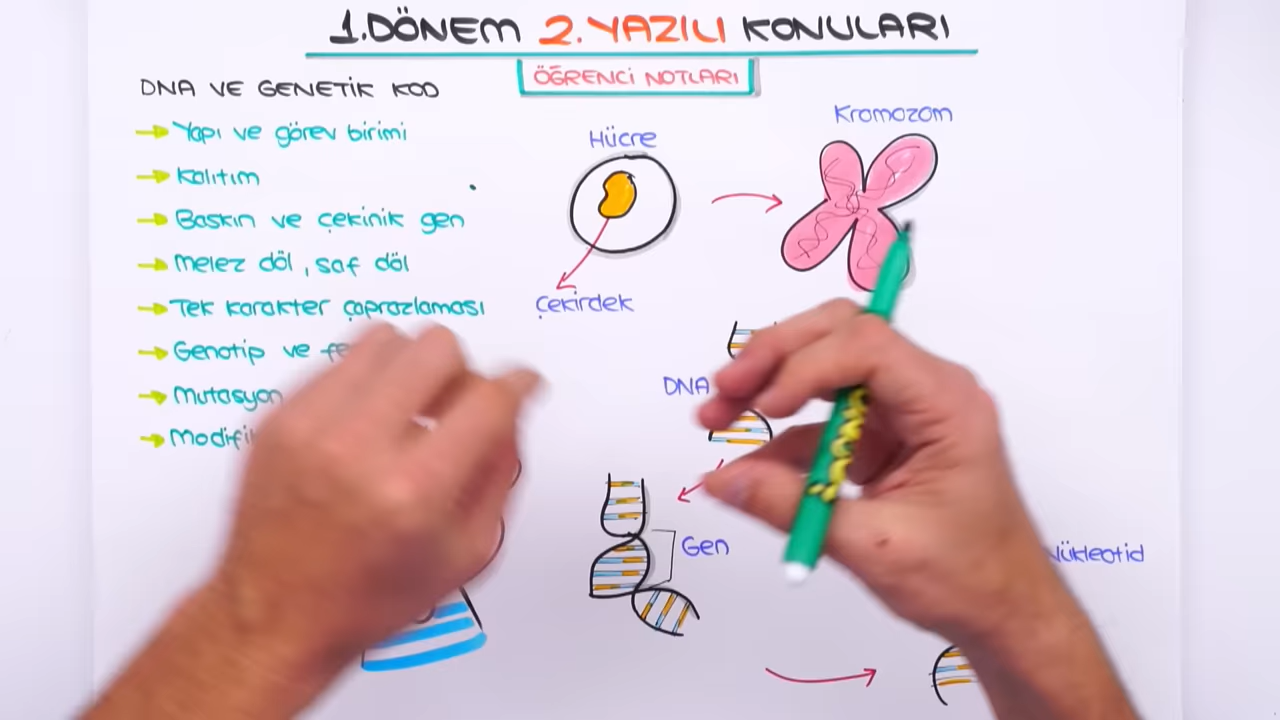 1.DÖNEM 2.YAZILI KONULARI
ÖĞRENCİ NOTLARI
DNA VE GENETİK KOD
Yapı ve görev birimi
Kalıtım
Baskın ve çekinik gen
Melez döl, saf döl
Tek karakter çaprazlaması
Genotip ve
Mutasyon
Hücre
Çekirdek
Kromozom
DNA
Gen